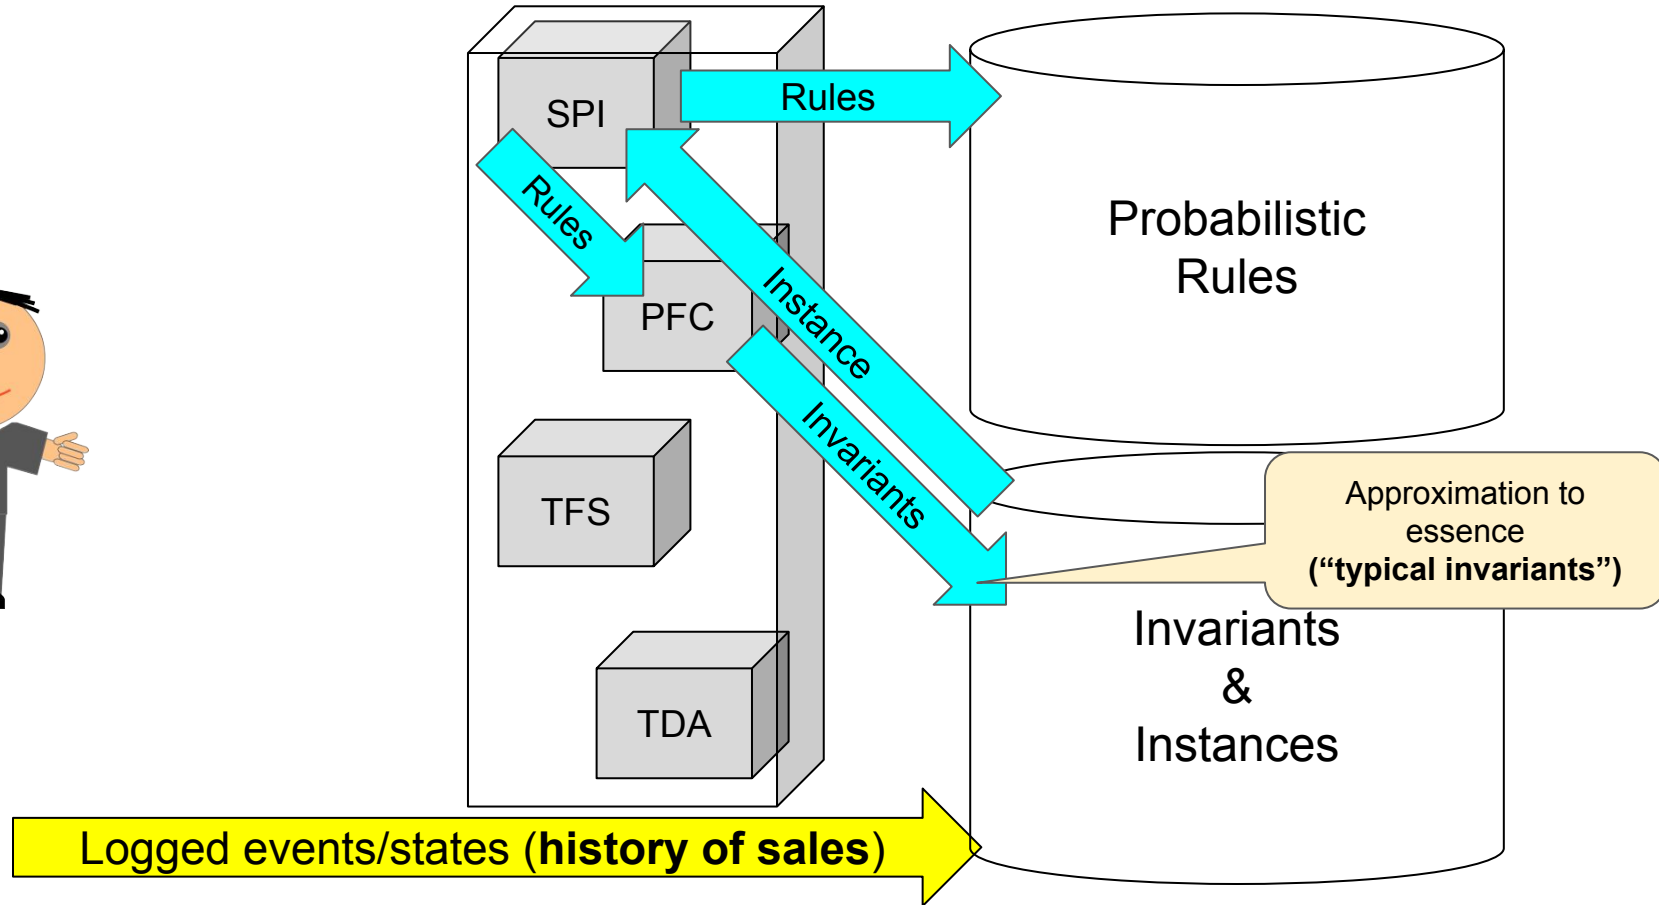 SPI
Rules
Rules
Probabilistic
Rules
PFC
Instance
Invariants
TFS
Approximation to
essence
(“typical invariants”)
Invariants
&
Instances
TDA
Logged events/states (history of sales)